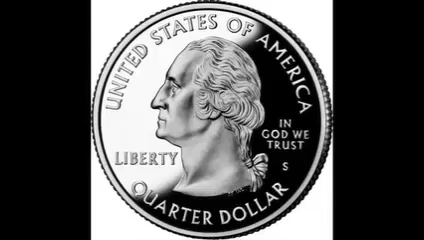 UNITED STATES OF AMERICA
LIBERTY
IN
GOD WE
TRUST
S
QUARTER DOLLAR